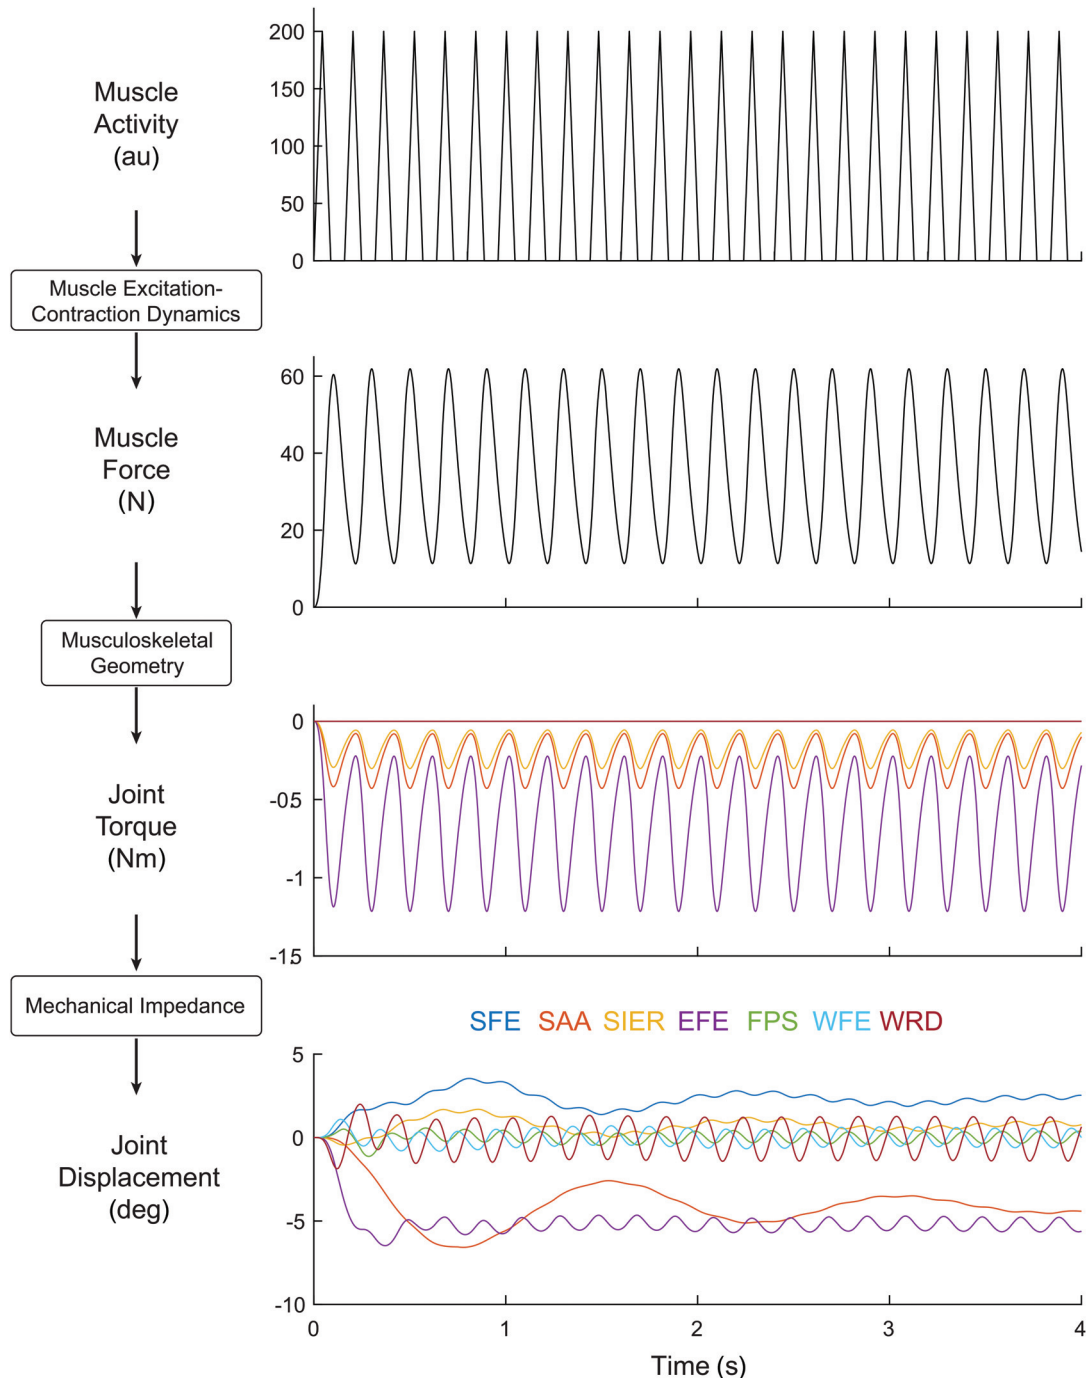 Muscle
Activity
(au)
200
150
100
50
0
Muscle Excitation-
Contraction Dynamics
Muscle
Force
(N)
60
40
20
0
Musculoskeletal
Geometry
Joint
Torque
(Nm)
0
-05
-1
-15
Mechanical Impedance
SFE SAA SIER EFE FPS WFE WRD
Joint
Displacement
(deg)
5
0
-5
-10
0 1 2 3 4
Time (s)